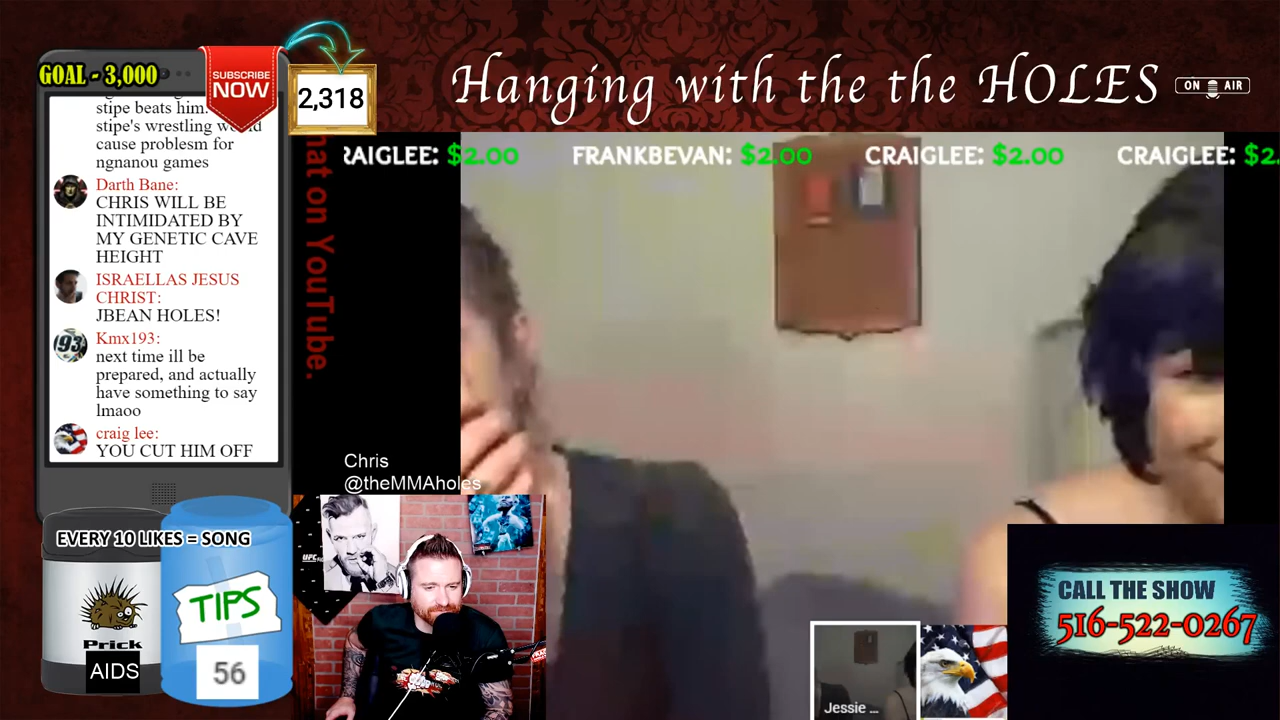 GOAL - 3,000
SUBSCRIBE
NOW
2,318
Hanging with the the HOLES
ON AIR
stipe beats him.
stipe's wrestling would
cause problesm for
ngnanou games
Darth Bane:
CHRIS WILL BE
INTIMIDATED BY
MY GENETIC CAVE
HEIGHT
ISRAELLAS JESUS
CHRIST:
JBEAN HOLES!
Kmx193:
next time ill be
prepared, and actually
have something to say
lmaoo
craig lee:
YOU CUT HIM OFF
hat on YouTube.
RAIGLEE: $2.00 FRANKBEVAN: $2.00 CRAIGLEE: $2.00 CRAIGLEE: $2.
Chris
@theMMAholes
UFC
EVERY 10 LIKES = SONG
Prick
AIDS
TIPS
56
Jessie ...
CALL THE SHOW
516-522-0267